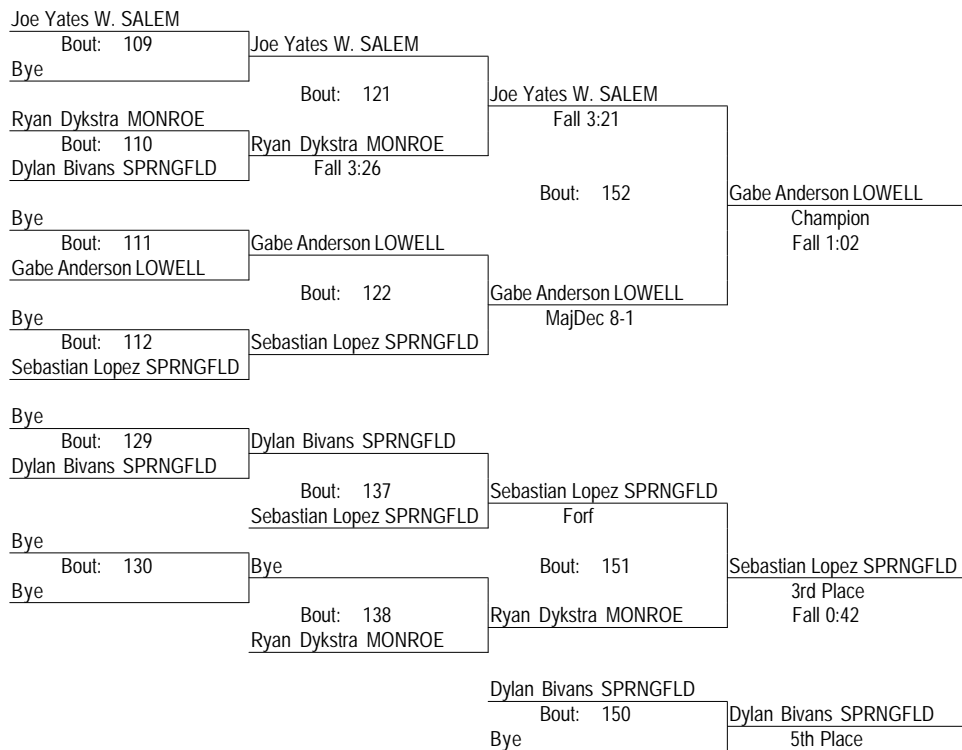 Joe Yates W. SALEM
Bout: 109
Joe Yates W. SALEM
Bye
Bout: 121
Joe Yates W. SALEM
Fall 3:21
Ryan Dykstra MONROE
Bout: 110
Ryan Dykstra MONROE
Dylan Bivans SPRNGFLD
Fall 3:26
Bout: 152
Gabe Anderson LOWELL
Champion
Fall 1:02
Bye
Bout: 111
Gabe Anderson LOWELL
Gabe Anderson LOWELL
Bout: 122
Gabe Anderson LOWELL
MajDec 8-1
Bye
Bout: 112
Sebastian Lopez SPRNGFLD
Sebastian Lopez SPRNGFLD
Bye
Bout: 129
Dylan Bivans SPRNGFLD
Dylan Bivans SPRNGFLD
Bout: 137
Sebastian Lopez SPRNGFLD
Sebastian Lopez SPRNGFLD
Forf
Bye
Bout: 130
Bye
Bye
Bout: 151
Sebastian Lopez SPRNGFLD
3rd Place
Fall 0:42
Bout: 138
Ryan Dykstra MONROE
Ryan Dykstra MONROE
Dylan Bivans SPRNGFLD
Bout: 150
Dylan Bivans SPRNGFLD
Bye
5th Place